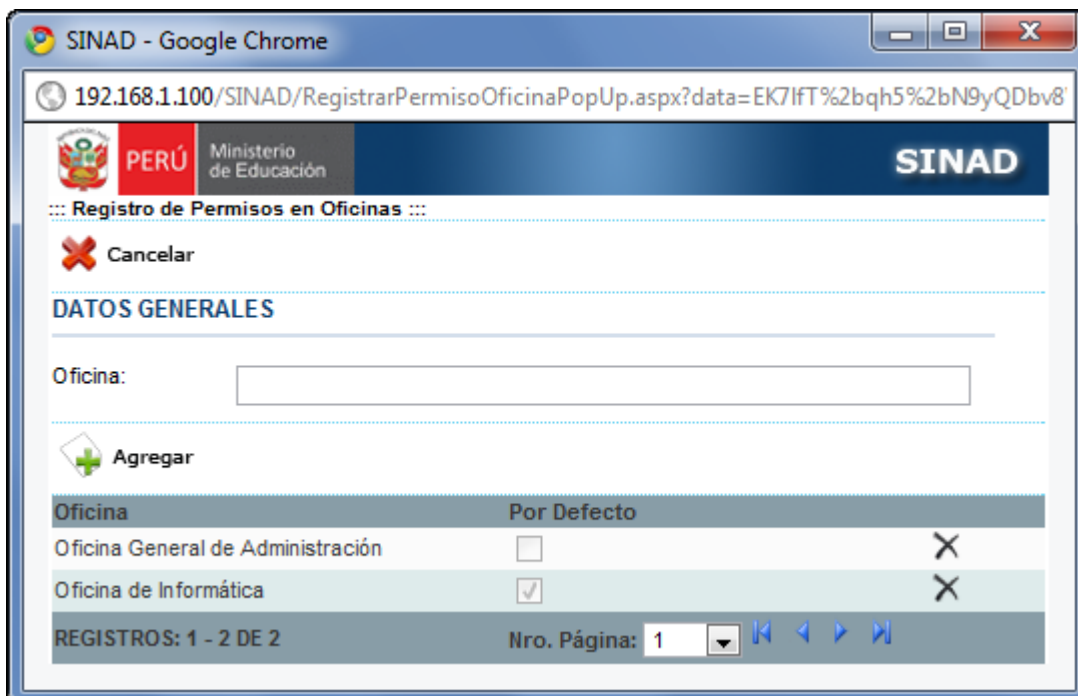 SINAD - Google Chrome
192.168.1.100/SINAD/RegistrarPermisoOficinaPopUp.aspx?data=EK7IfT%2bqh5%2bN9yQDbv8
PERÚ
Ministerio
de Educación
SINAD
::: Registro de Permisos en Oficinas :::
Cancelar
DATOS GENERALES
Oficina:
Agregar
Oficina Por Defecto
Oficina General de Administración
Oficina de Informática
REGISTROS: 1 - 2 DE 2 Nro. Página: 1